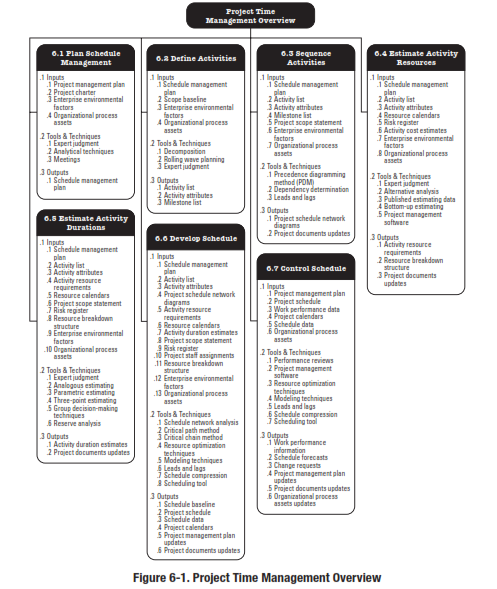 Project Time
Management Overview
6.1 Plan Schedule
Management
.1 Inputs
.1 Project management plan
.2 Project charter
.3 Enterprise environmental
factors
.4 Organizational process
assets
.2 Tools & Techniques
.1 Expert judgment
.2 Analytical techniques
.3 Meetings
.3 Outputs
.1 Schedule management
plan
6.2 Define Activities
.1 Inputs
.1 Schedule management
plan
.2 Scope baseline
.3 Enterprise environmental
factors
.4 Organizational process
assets
.2 Tools & Techniques
.1 Decomposition
.2 Rolling wave planning
.3 Expert judgment
.3 Outputs
.1 Activity list
.2 Activity attributes
.3 Milestone list
6.3 Sequence
Activities
.1 Inputs
.1 Schedule management
plan
.2 Activity list
.3 Activity attributes
.4 Milestone list
.5 Project scope statement
.6 Enterprise environmental
factors
.7 Organizational process
assets
.2 Tools & Techniques
.1 Precedence diagramming
method (PDM)
.2 Dependency determination
.3 Leads and lags
.3 Outputs
.1 Project schedule network
diagrams
.2 Project documents updates
6.4 Estimate Activity
Resources
.1 Inputs
.1 Schedule management
plan
.2 Activity list
.3 Activity attributes
.4 Resource calendars
.5 Risk register
.6 Activity cost estimates
.7 Enterprise environmental
factors
.8 Organizational process
assets
.2 Tools & Techniques
.1 Expert judgment
.2 Alternative analysis
.3 Published estimating data
.4 Bottom-up estimating
.5 Project management
software
.3 Outputs
.1 Activity resource
requirements
.2 Resource breakdown
structure
.3 Project documents
updates
6.5 Estimate Activity
Durations
.1 Inputs
.1 Schedule management
plan
.2 Activity list
.3 Activity attributes
.4 Activity resource
requirements
.5 Resource calendars
.6 Project scope statement
.7 Risk register
.8 Resource breakdown
structure
.9 Enterprise environmental
factors
.10 Organizational process
assets
.2 Tools & Techniques
.1 Expert judgment
.2 Analogous estimating
.3 Parametric estimating
.4 Three-point estimating
.5 Group decision-making
techniques
.6 Reserve analysis
.3 Outputs
.1 Activity duration estimates
.2 Project documents updates
6.6 Develop Schedule
.1 Inputs
.1 Schedule management
plan
.2 Activity list
.3 Activity attributes
.4 Project schedule network
diagrams
.5 Activity resource
requirements
.6 Resource calendars
.7 Activity duration estimates
.8 Project scope statement
.9 Risk register
.10 Project staff assignments
.11 Resource breakdown
structure
.12 Enterprise environmental
factors
.13 Organizational process
assets
.2 Tools & Techniques
.1 Schedule network analysis
.2 Critical path method
.3 Critical chain method
.4 Resource optimization
techniques
.5 Modeling techniques
.6 Leads and lags
.7 Schedule compression
.8 Scheduling tool
.3 Outputs
.1 Schedule baseline
.2 Project schedule
.3 Schedule data
.4 Project calendars
.5 Project management plan
updates
.6 Project documents updates
6.7 Control Schedule
.1 Inputs
.1 Project management plan
.2 Project schedule
.3 Work performance data
.4 Project calendars
.5 Schedule data
.6 Organizational process
assets
.2 Tools & Techniques
.1 Performance reviews
.2 Project management
software
.3 Resource optimization
techniques
.4 Modeling techniques
.5 Leads and lags
.6 Schedule compression
.7 Scheduling tool
.3 Outputs
.1 Work performance
information
.2 Schedule forecasts
.3 Change requests
.4 Project management plan
updates
.5 Project documents updates
.6 Organizational process
assets updates
Figure 6-1. Project Time Management Overview